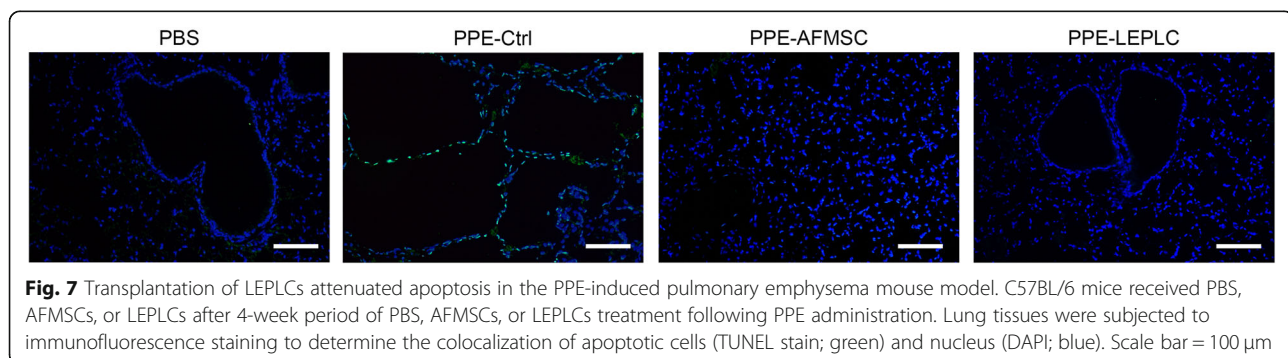 PBS PPE-Ctrl PPE-AFMSC PPE-LEPLC
Fig. 7 Transplantation of LEPLCs attenuated apoptosis in the PPE-induced pulmonary emphysema mouse model. C57BL/6 mice received PBS,
AFMSCs, or LEPLCs after 4-week period of PBS, AFMSCs, or LEPLCs treatment following PPE administration. Lung tissues were subjected to
immunofluorescence staining to determine the colocalization of apoptotic cells (TUNEL stain; green) and nucleus (DAPI; blue). Scale bar = 100 μm